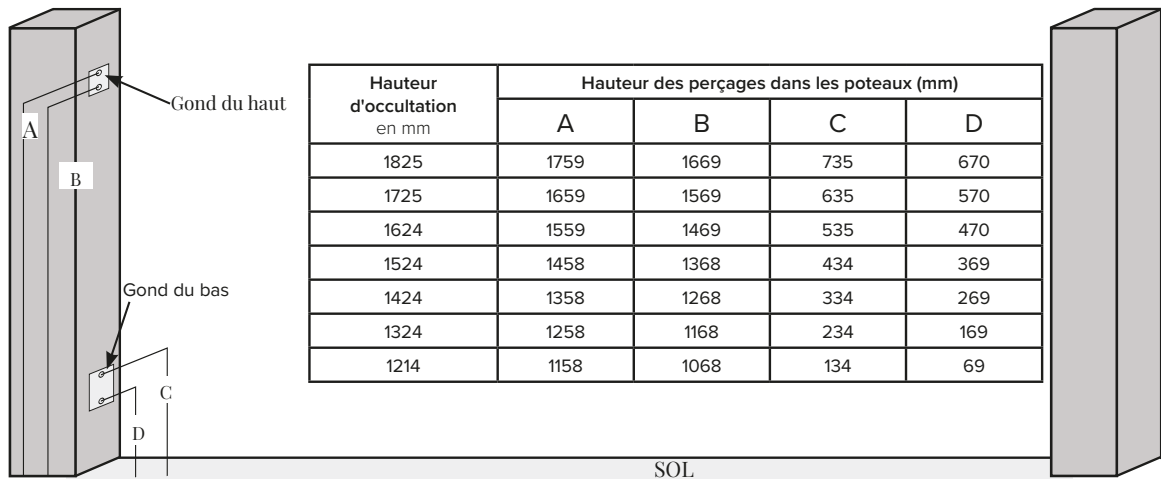 Gond du haut
A
B
Gond du bas
C
D
Hauteur d'occultation en mm
Hauteur des perçages dans les poteaux (mm)
A B C D
1825 1759 1669 735 670
1725 1659 1569 635 570
1624 1559 1469 535 470
1524 1458 1368 434 369
1424 1358 1268 334 269
1324 1258 1168 234 169
1214 1158 1068 134 69
SOL